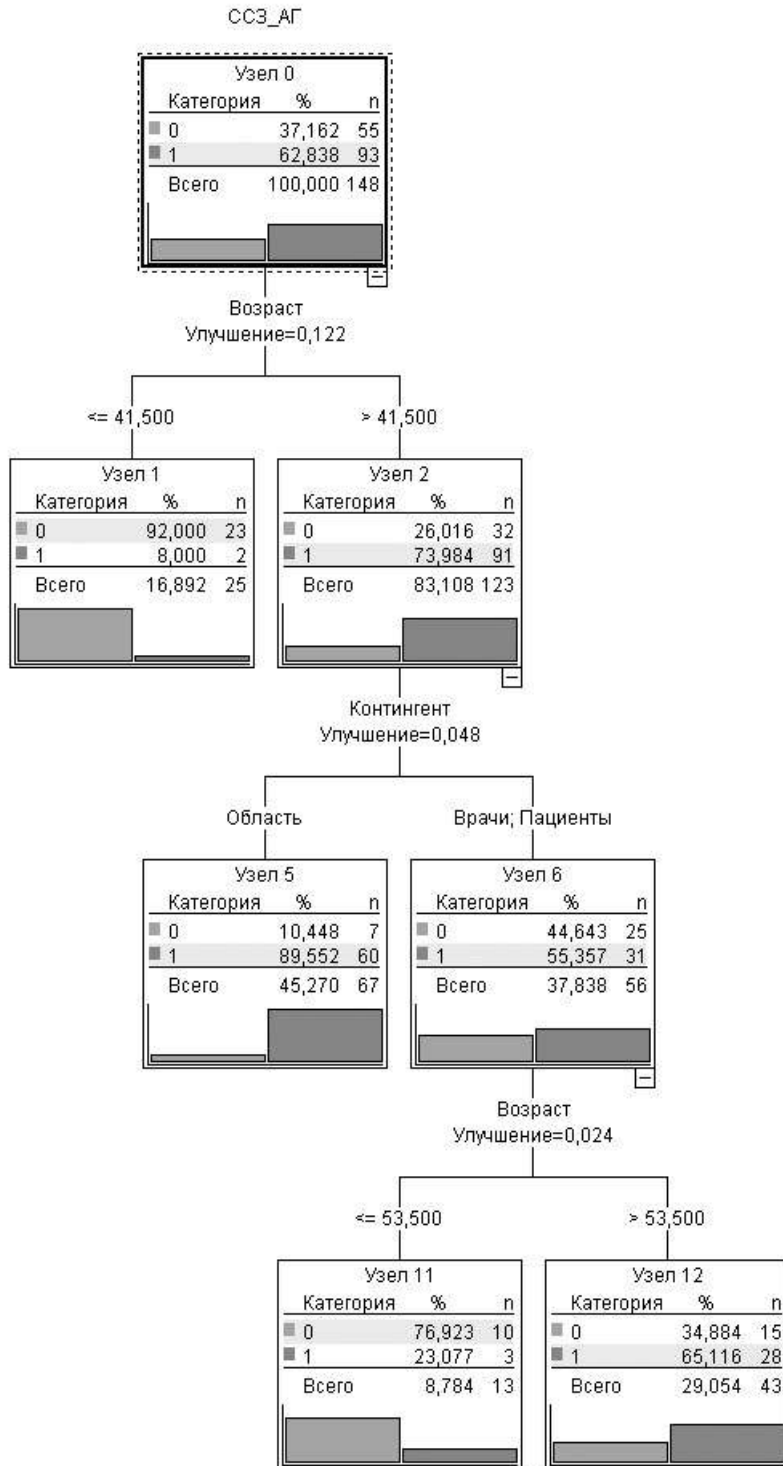 ССЗ_АГ
Узел 0
Категория % n
0 37,162 55
1 62,838 93
Всего 100,000 148
Возраст
Улучшение=0,122
<= 41,500 > 41,500
Узел 1
Категория % n
0 92,000 23
1 8,000 2
Всего 16,892 25
Узел 2
Категория % n
0 26,016 32
1 73,984 91
Всего 83,108 123
Контингент
Улучшение=0,048
Область Врачи; Пациенты
Узел 5
Категория % n
0 10,448 7
1 89,552 60
Всего 45,270 67
Узел 6
Категория % n
0 44,643 25
1 55,357 31
Всего 37,838 56
Возраст
Улучшение=0,024
<= 53,500 > 53,500
Узел 11
Категория % n
0 76,923 10
1 23,077 3
Всего 8,784 13
Узел 12
Категория % n
0 34,884 15
1 65,116 28
Всего 29,054 43